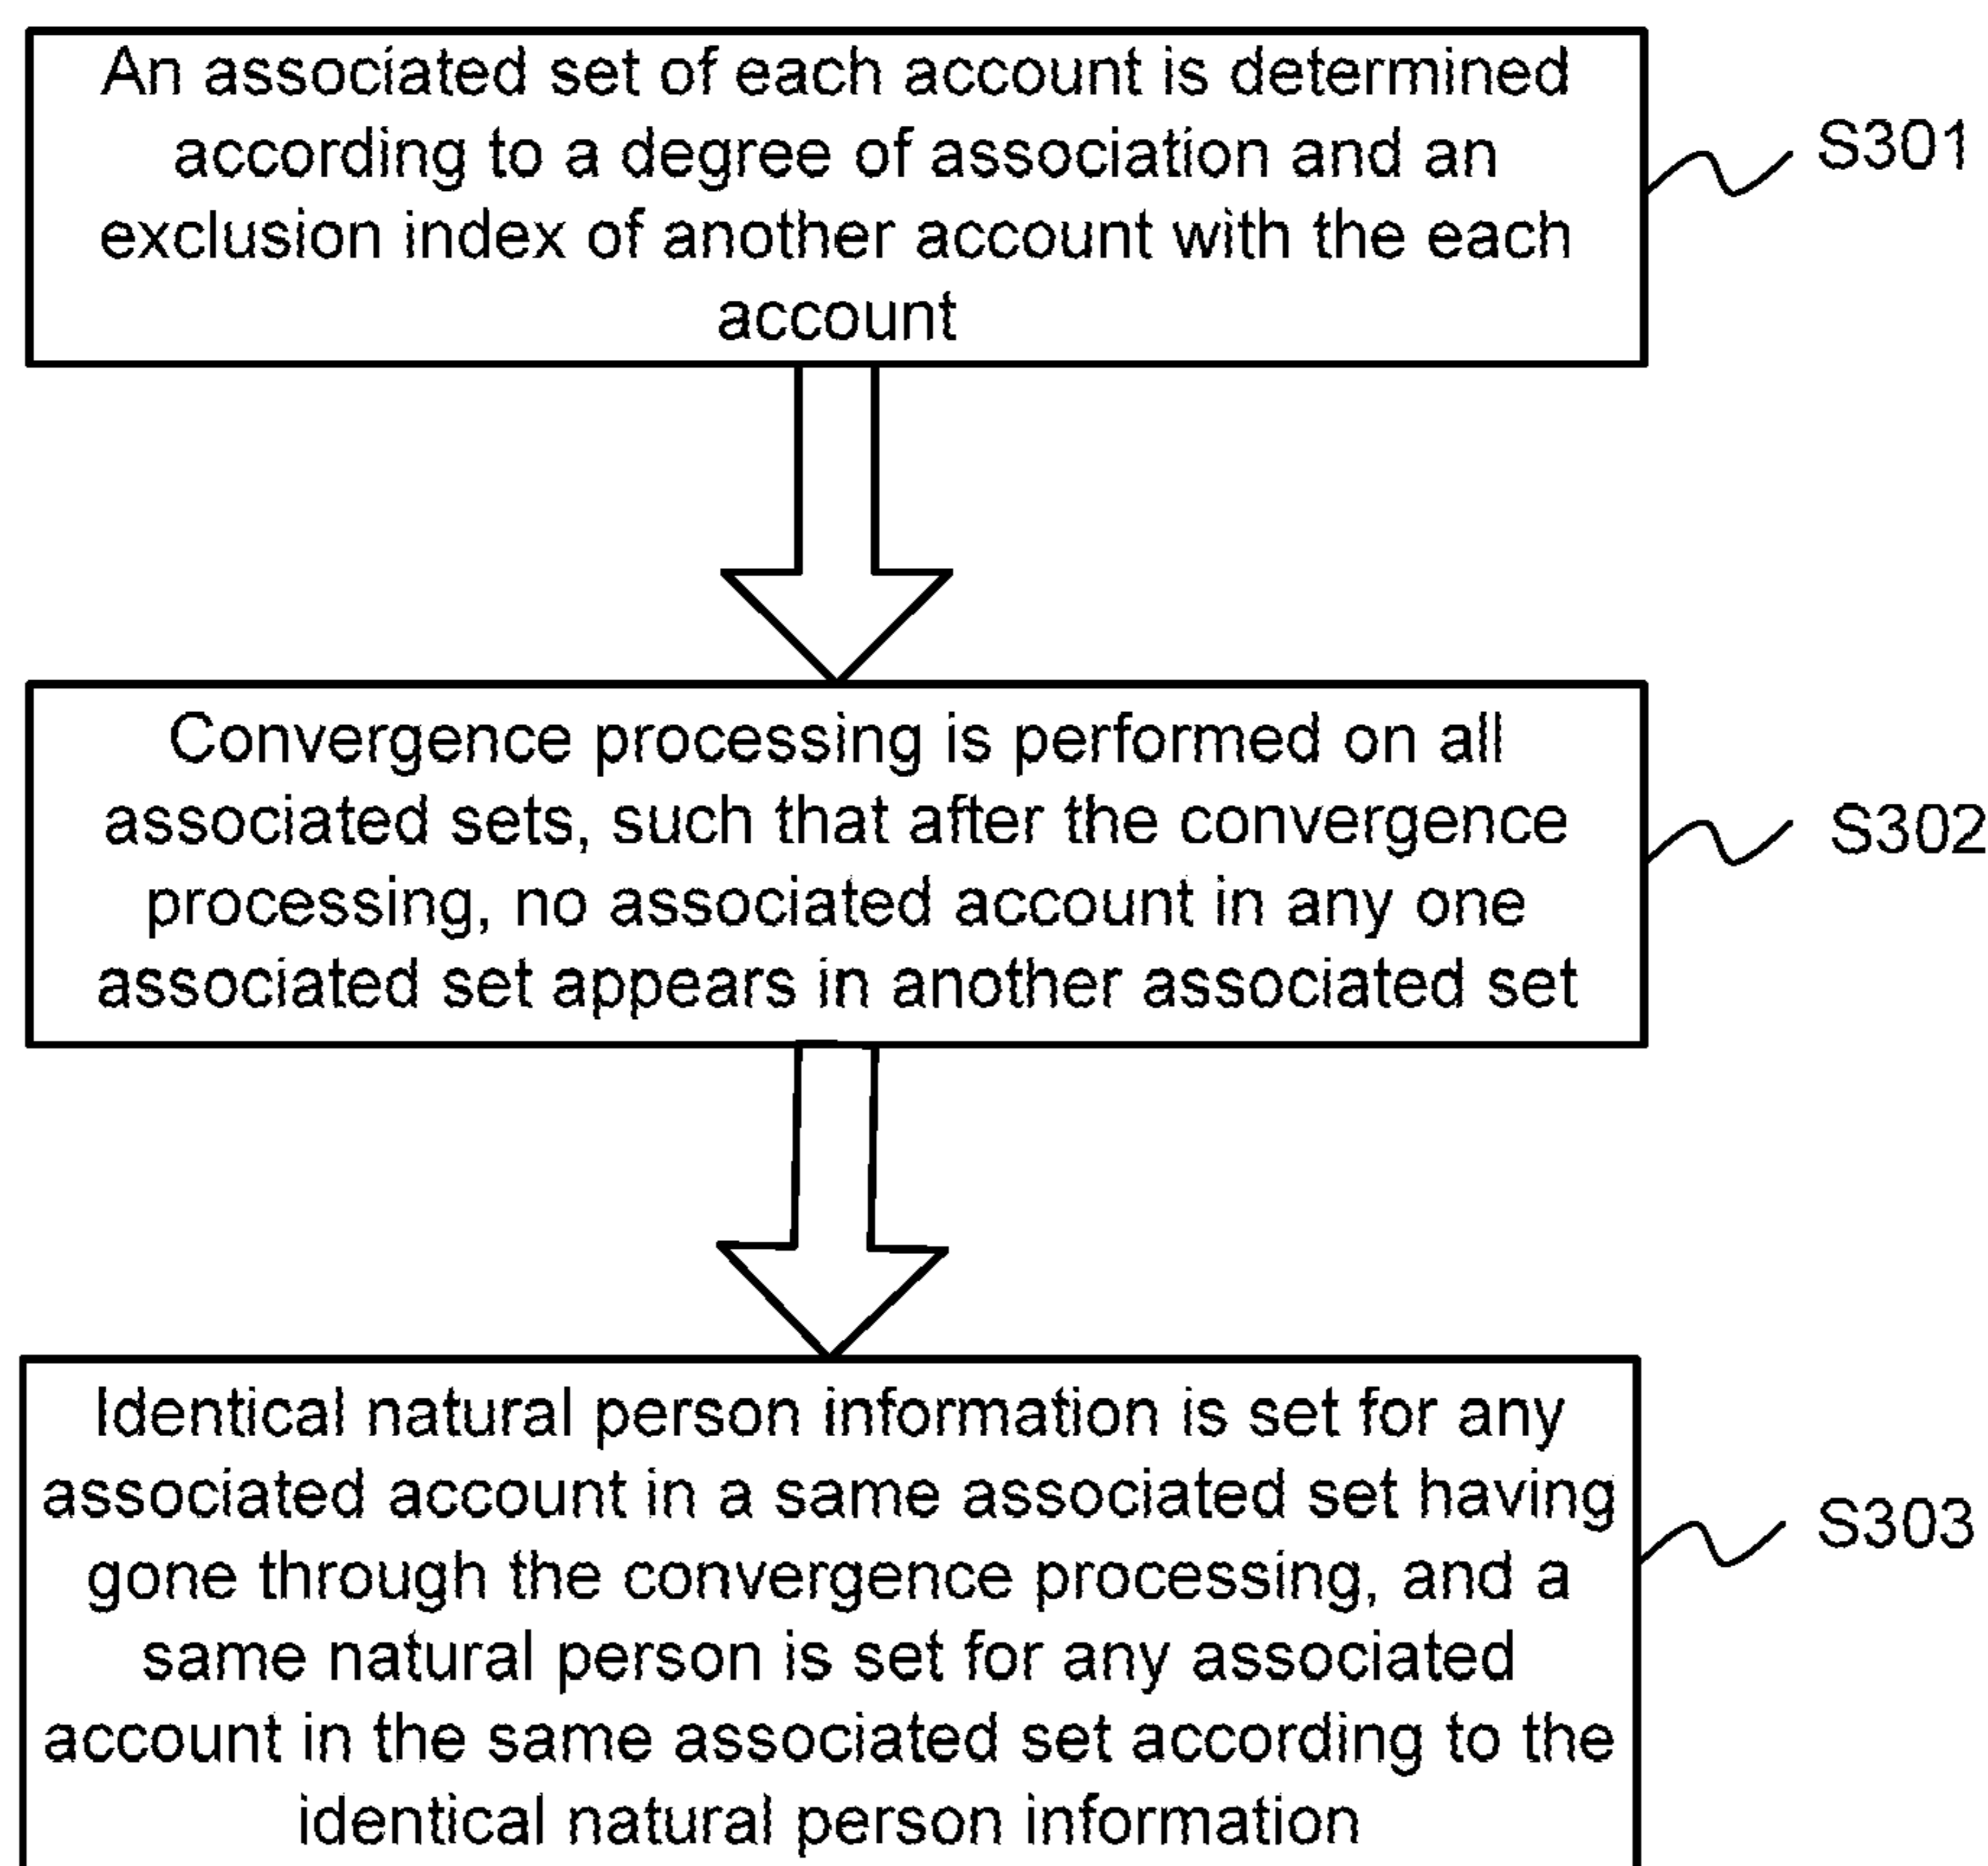 An associated set of each account is determined
according to a degree of association and an
exclusion index of another account with the each
account
S301
Convergence processing is performed on all
associated sets, such that after the convergence
processing, no associated account in any one
associated set appears in another associated set
S302
Identical natural person information is set for any
associated account in a same associated set having
gone through the convergence processing, and a
same natural person is set for any associated
account in the same associated set according to the
identical natural person information
S303